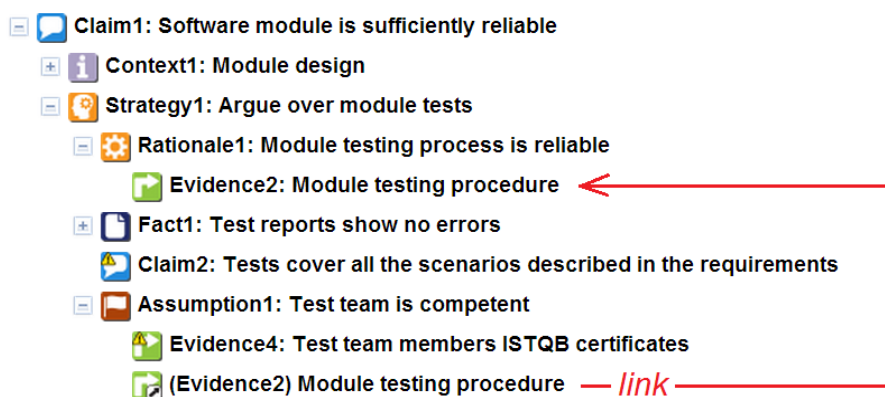 Claim1: Software module is sufficiently reliable
Context1: Module design
Strategy1: Argue over module tests
Rationale1: Module testing process is reliable
Evidence2: Module testing procedure
Fact1: Test reports show no errors
Claim2: Tests cover all the scenarios described in the requirements
Assumption1: Test team is competent
Evidence4: Test team members ISTQB certificates
(Evidence2) Module testing procedure link